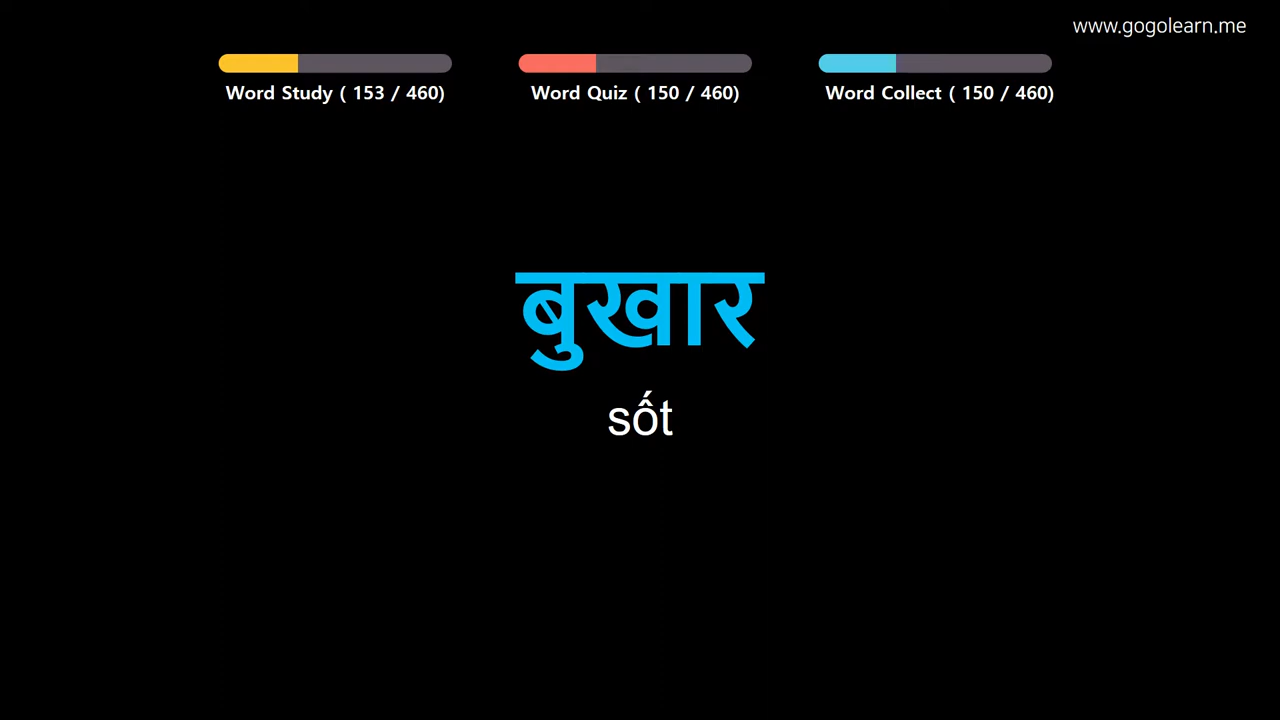 www.gogolearn.me
Word Study ( 153 / 460)
Word Quiz ( 150 / 460)
Word Collect ( 150 / 460)
बुखार
sốt